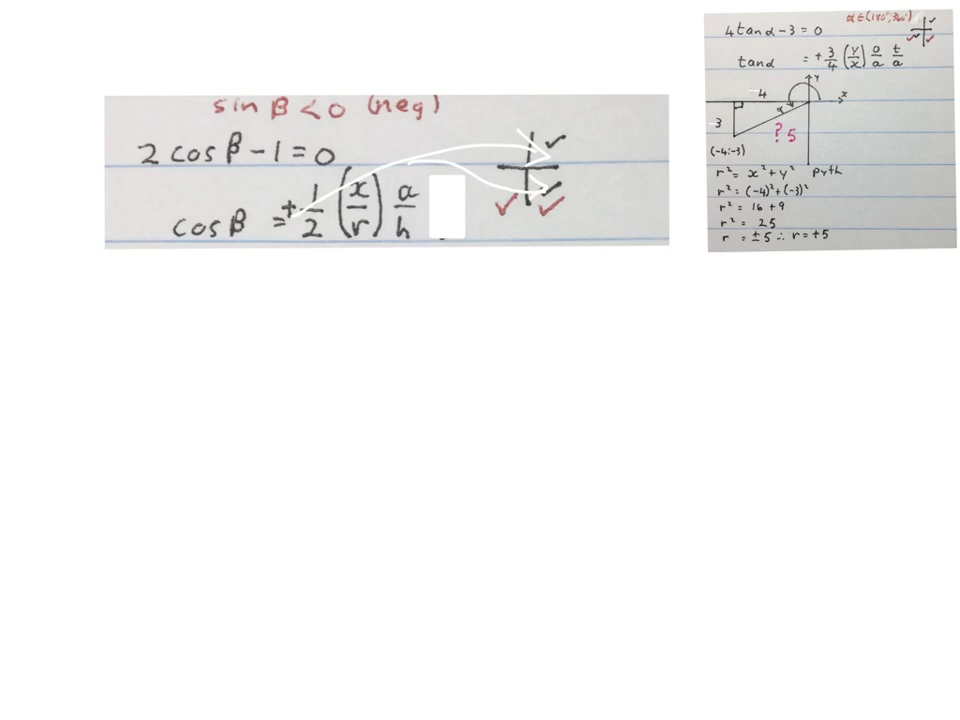 sin β < 0 (neg)
2 cos β - 1 = 0
cos β = + 1/2 (x/r) a/h
α ∈ (180°; 360°)
4 tan α - 3 = 0
tan α = + 3/4 (y/x) o/a t/a
y
4
x
α
3
? 5
(-4;-3)
r² = x² + y² Pyth
r² = (-4)² + (-3)²
r² = 16 + 9
r² = 25
r = ± 5 ∴ r = +5